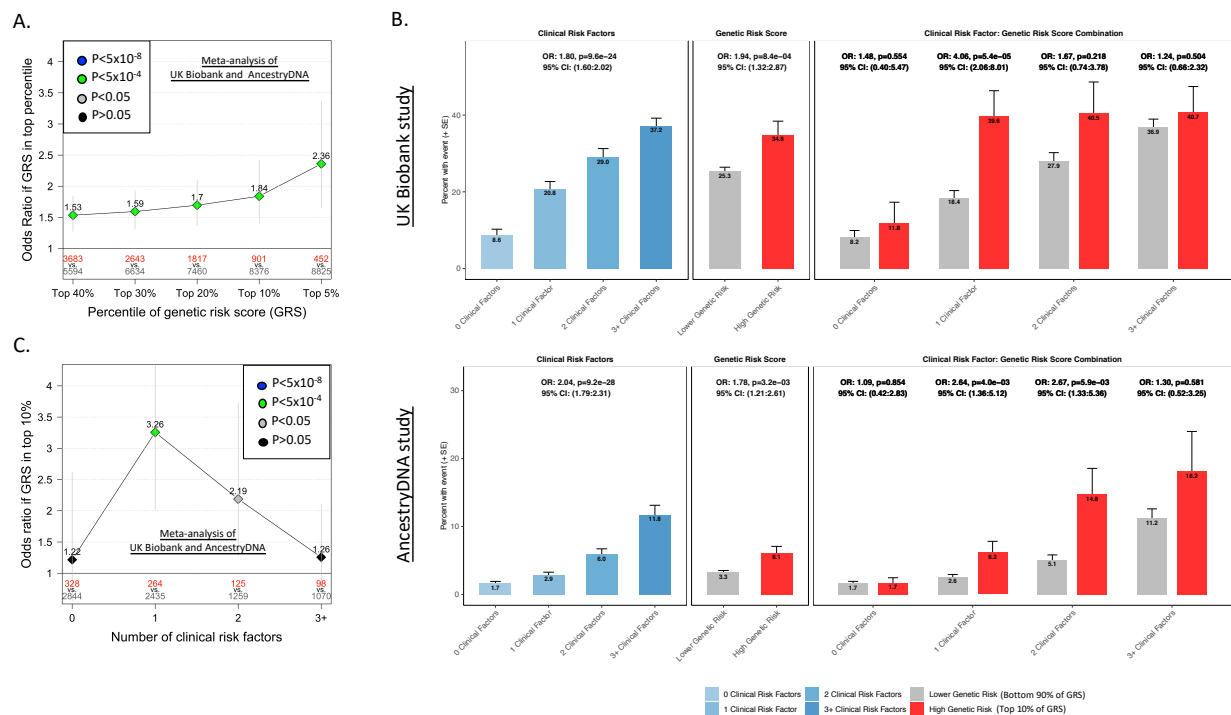 A.
P<5x10-8
P<5x10-4
P<0.05
P>0.05
Meta-analysis of
UK Biobank and AncestryDNA
Odds Ratio if GRS in top percentile
4
3.5
3
2.5
2
1.5
1
1.53
1.59
1.7
1.84
2.36
3683 2643 1817 901 452
vs. vs. vs. vs. vs.
5594 6634 7460 8376 8825
Top 40% Top 30% Top 20% Top 10% Top 5%
Percentile of genetic risk score (GRS)
B.
UK Biobank study
Clinical Risk Factors
OR: 1.80, p=9.6e-24
95% CI: (1.60:2.02)
Percent with event (+ SE)
40
20
0
8.6
20.8
29.0
37.2
0 Clinical Factors
1 Clinical Factor
2 Clinical Factors
3+ Clinical Factors
Genetic Risk Score
OR: 1.94, p=8.4e-04
95% CI: (1.32:2.87)
25.3
34.8
Lower Genetic Risk
High Genetic Risk
Clinical Risk Factor: Genetic Risk Score Combination
OR: 1.48, p=0.554
95% CI: (0.40:5.47)
OR: 4.06, p=5.4e-05
95% CI: (2.06:8.01)
OR: 1.67, p=0.218
95% CI: (0.74:3.78)
OR: 1.24, p=0.504
95% CI: (0.66:2.32)
8.2
11.8
18.4
39.6
27.9
40.5
36.9
40.7
0 Clinical Factors
1 Clinical Factor
2 Clinical Factors
3+ Clinical Factors
C.
P<5x10-8
P<5x10-4
P<0.05
P>0.05
Meta-analysis of
UK Biobank and AncestryDNA
Odds ratio if GRS in top 10%
4
3.5
3
2.5
2
1.5
1
1.22
3.26
2.19
1.26
328 264 125 98
vs. vs. vs. vs.
2844 2435 1259 1070
0 1 2 3+
Number of clinical risk factors
AncestryDNA study
Clinical Risk Factors
OR: 2.04, p=9.2e-28
95% CI: (1.79:2.31)
Percent with event (+ SE)
30
20
10
0
1.7
2.9
6.0
11.8
0 Clinical Factors
1 Clinical Factor
2 Clinical Factors
3+ Clinical Factors
Genetic Risk Score
OR: 1.78, p=3.2e-03
95% CI: (1.21:2.61)
3.3
6.1
Lower Genetic Risk
High Genetic Risk
Clinical Risk Factor: Genetic Risk Score Combination
OR: 1.09, p=0.854
95% CI: (0.42:2.83)
OR: 2.64, p=4.0e-03
95% CI: (1.36:5.12)
OR: 2.67, p=5.9e-03
95% CI: (1.33:5.36)
OR: 1.30, p=0.581
95% CI: (0.52:3.25)
1.7
1.7
2.6
6.2
5.1
14.8
11.2
18.2
0 Clinical Factors
1 Clinical Factor
2 Clinical Factors
3+ Clinical Factors
0 Clinical Risk Factors
2 Clinical Risk Factors
Lower Genetic Risk (Bottom 90% of GRS)
1 Clinical Risk Factor
3+ Clinical Risk Factors
High Genetic Risk (Top 10% of GRS)